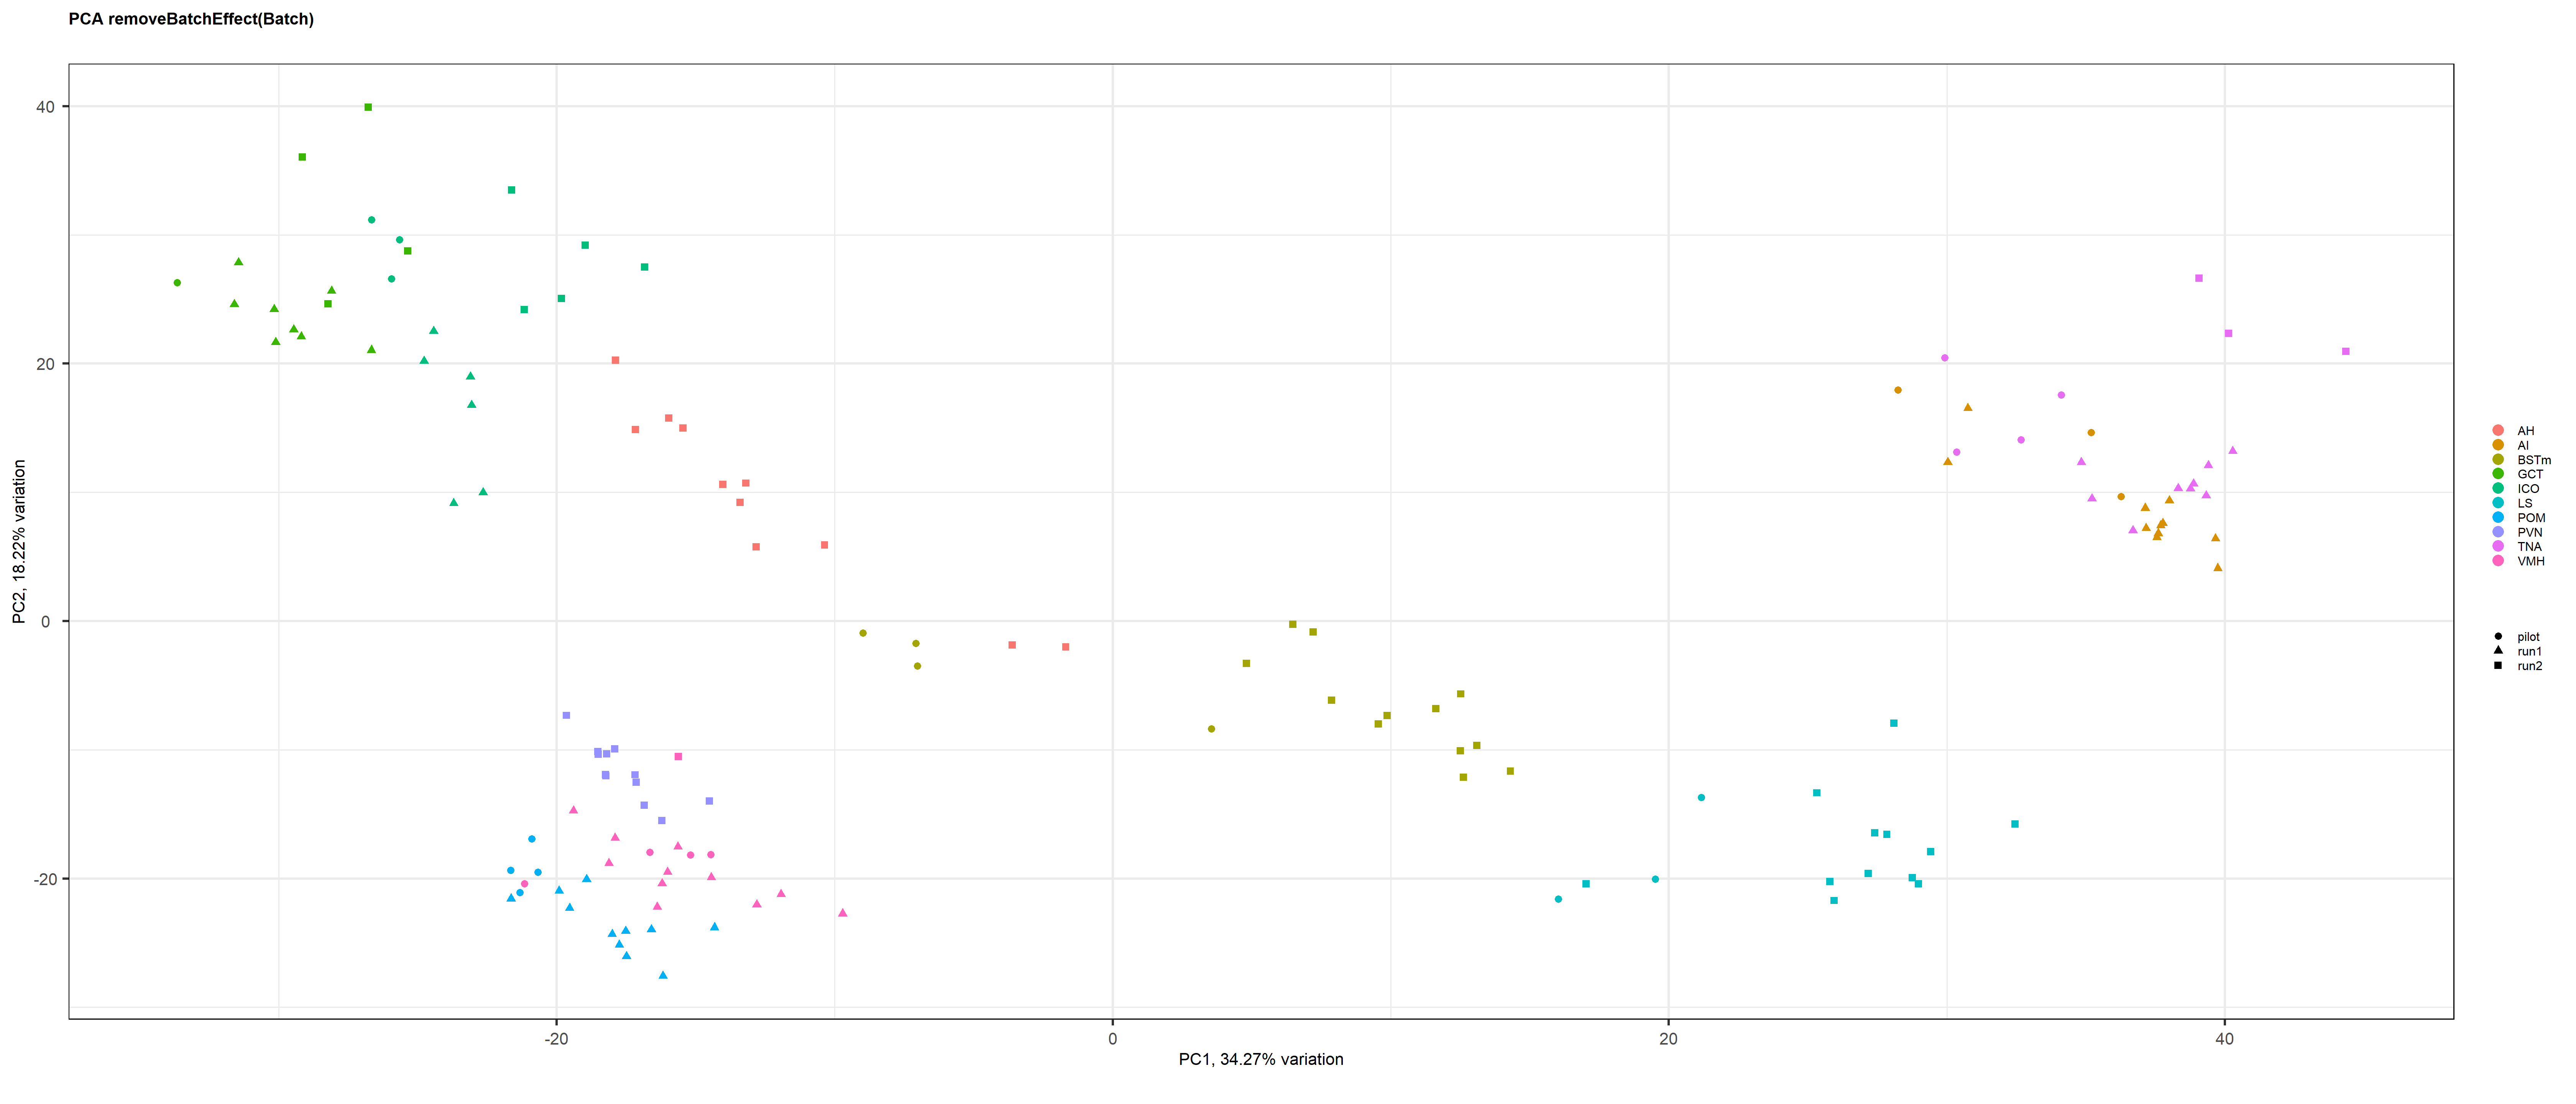 PCA removeBatchEffect(Batch)
40
20
0
-20
PC2, 18.22% variation
-20
0
20
40
PC1, 34.27% variation
AH
AI
BSTm
GCT
ICO
LS
POM
PVN
TNA
VMH
pilot
run1
run2